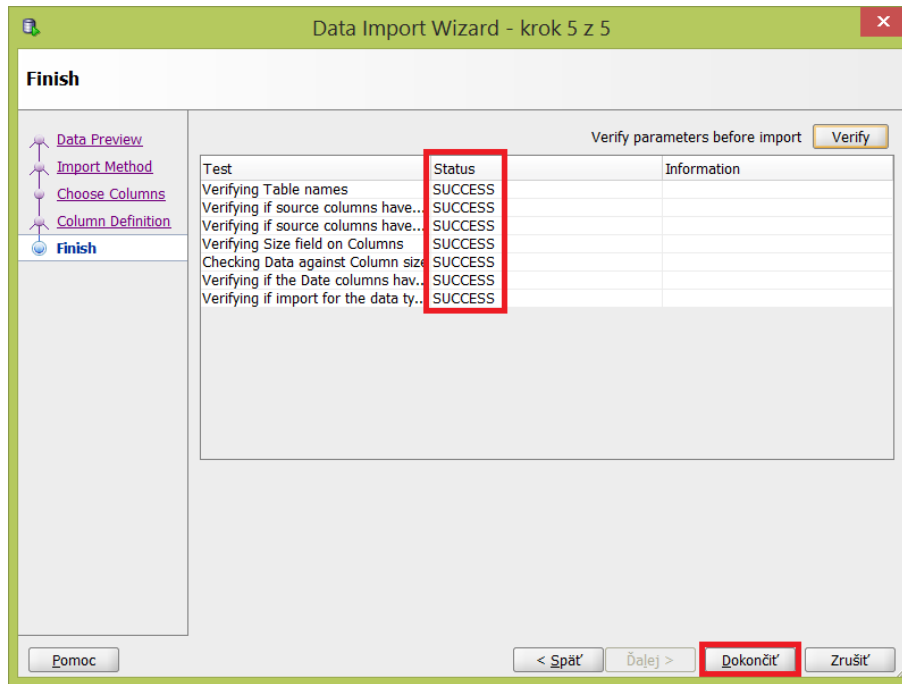 Data Import Wizard - krok 5 z 5
Finish
Data Preview
Import Method
Choose Columns
Column Definition
Finish
Verify parameters before import Verify
Test Status Information
Verifying Table names SUCCESS
Verifying if source columns have... SUCCESS
Verifying if source columns have... SUCCESS
Verifying Size field on Columns SUCCESS
Checking Data against Column size SUCCESS
Verifying if the Date columns hav... SUCCESS
Verifying if import for the data ty... SUCCESS
Pomoc < Späť Ďalej > Dokončiť Zrušiť